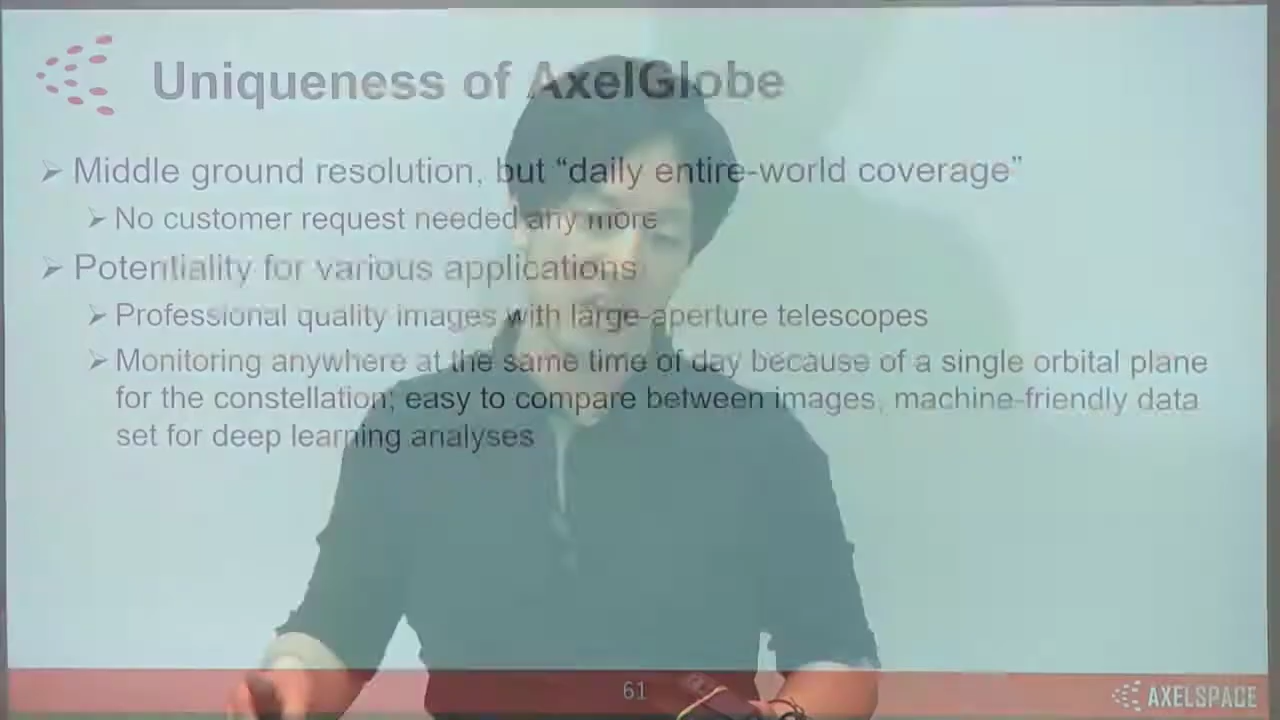 Uniqueness of AxelGlobe
Middle ground resolution, but “daily entire-world coverage”
No customer request needed any more
Potentiality for various applications
Professional quality images with large-aperture telescopes
Monitoring anywhere at the same time of day because of a single orbital plane
for the constellation; easy to compare between images, machine-friendly data
set for deep learning analyses
61
AXELSPACE